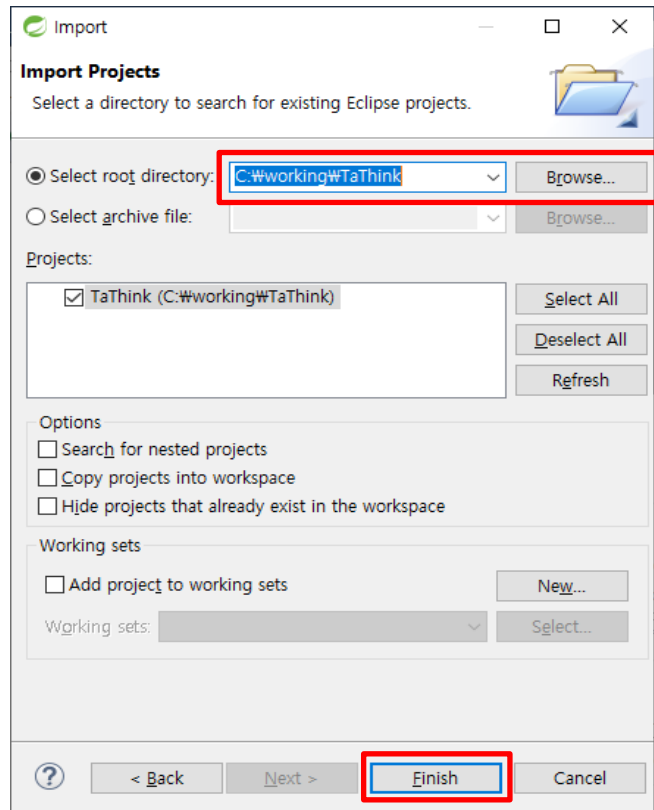 Import
Import Projects
Select a directory to search for existing Eclipse projects.
Select root directory: C:₩working₩TaThink Browse...
Select archive file: Browse...
Projects:
TaThink (C:₩working₩TaThink)
Select All
Deselect All
Refresh
Options
Search for nested projects
Copy projects into workspace
Hide projects that already exist in the workspace
Working sets
Add project to working sets New...
Working sets: Select...
? < Back Next > Finish Cancel